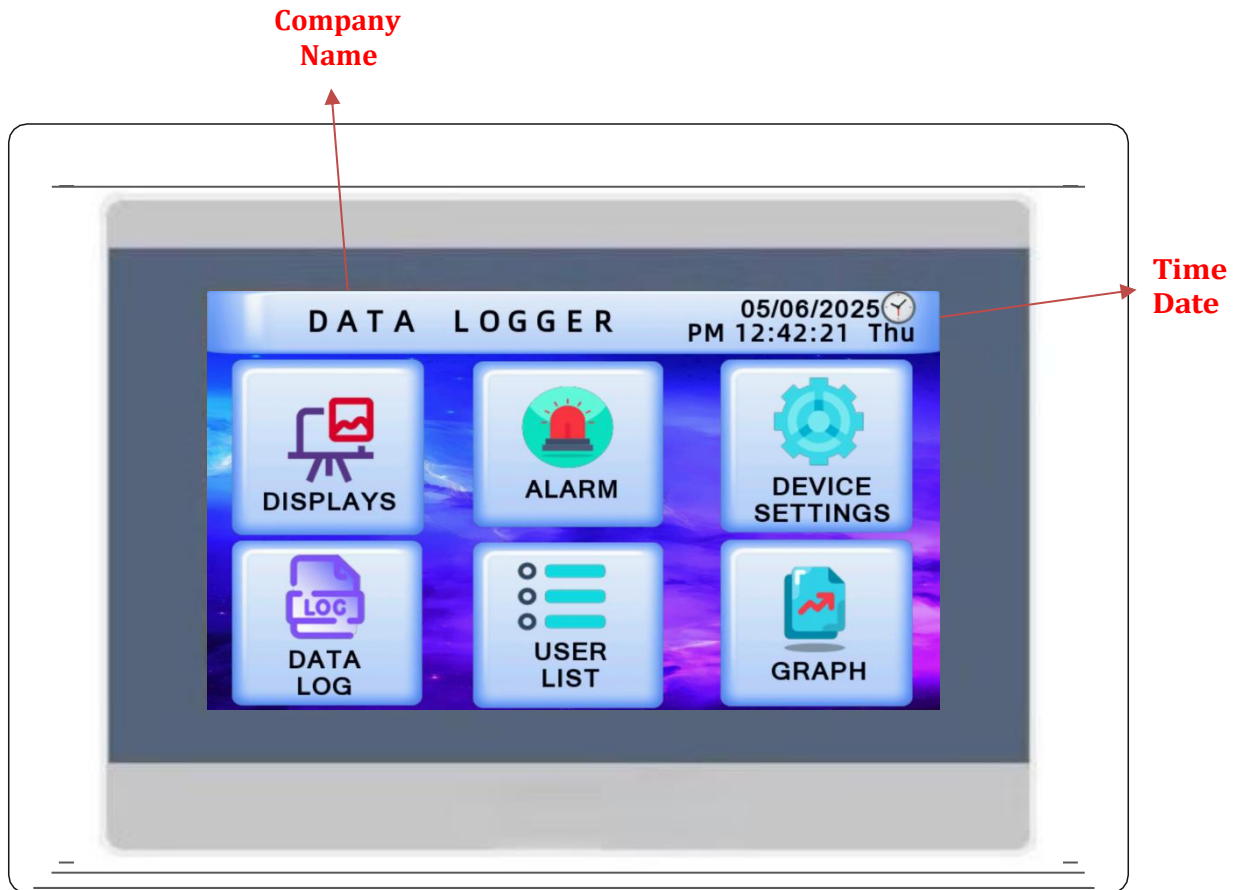 Company
Name
Time
Date
DATA LOGGER
05/06/2025
PM 12:42:21 Thu
DISPLAYS
ALARM
DEVICE
SETTINGS
LOG
DATA
LOG
USER
LIST
GRAPH